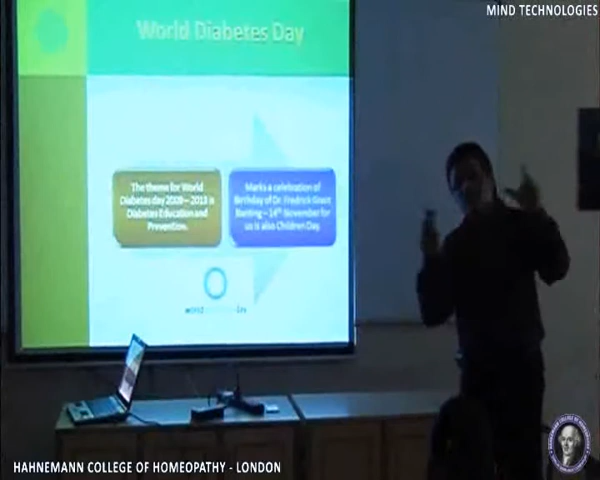 MIND TECHNOLOGIES
World Diabetes Day
The theme for World
Diabetes day 2009 – 2013 is
Diabetes Education and
Prevention.
Marks a celebration of
Birthday of Dr. Fredrick Grant
Banting – 14th November for
us is also Children Day.
HAHNEMANN COLLEGE OF HOMEOPATHY - LONDON